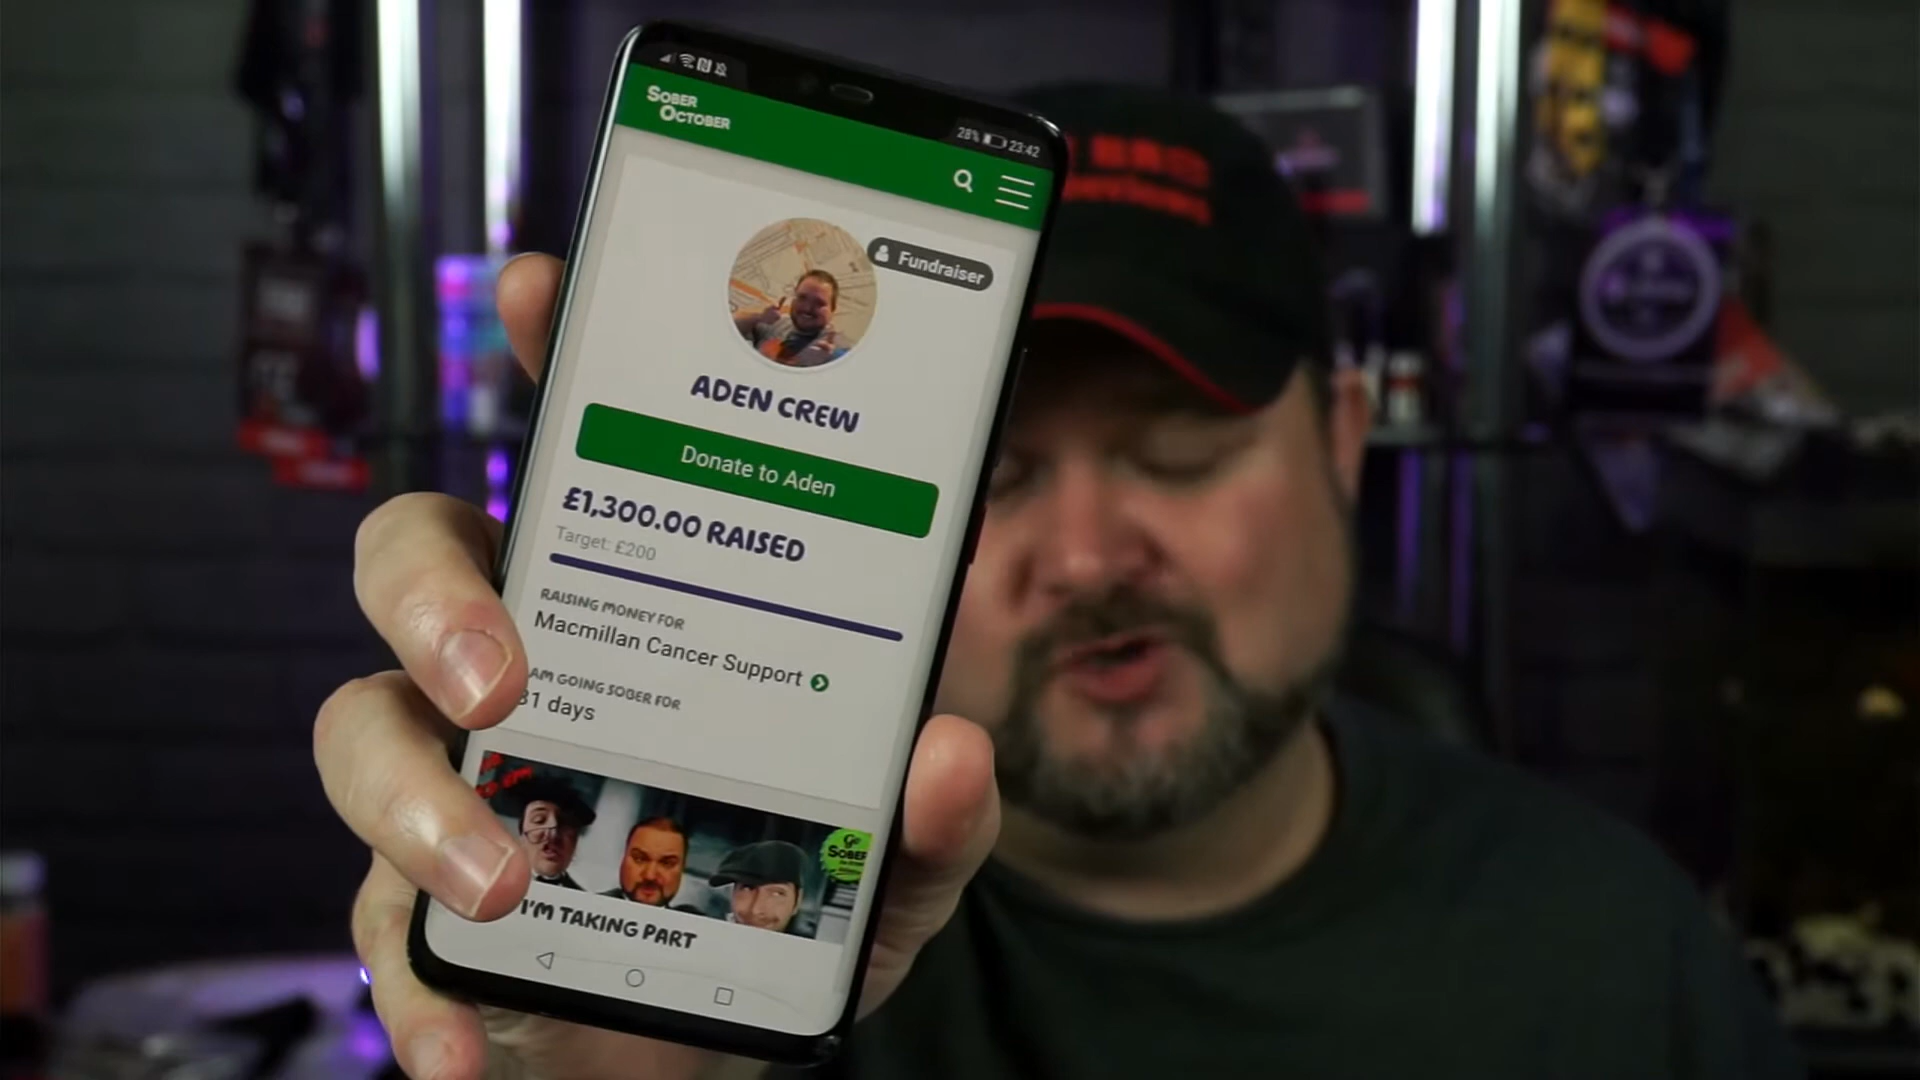 28% 23:42
SOBER
OCTOBER
Fundraiser
ADEN CREW
Donate to Aden
£1,300.00 RAISED
Target: £200
RAISING MONEY FOR
Macmillan Cancer Support
AM GOING SOBER FOR
31 days
Go
SOBER
I'M TAKING PART